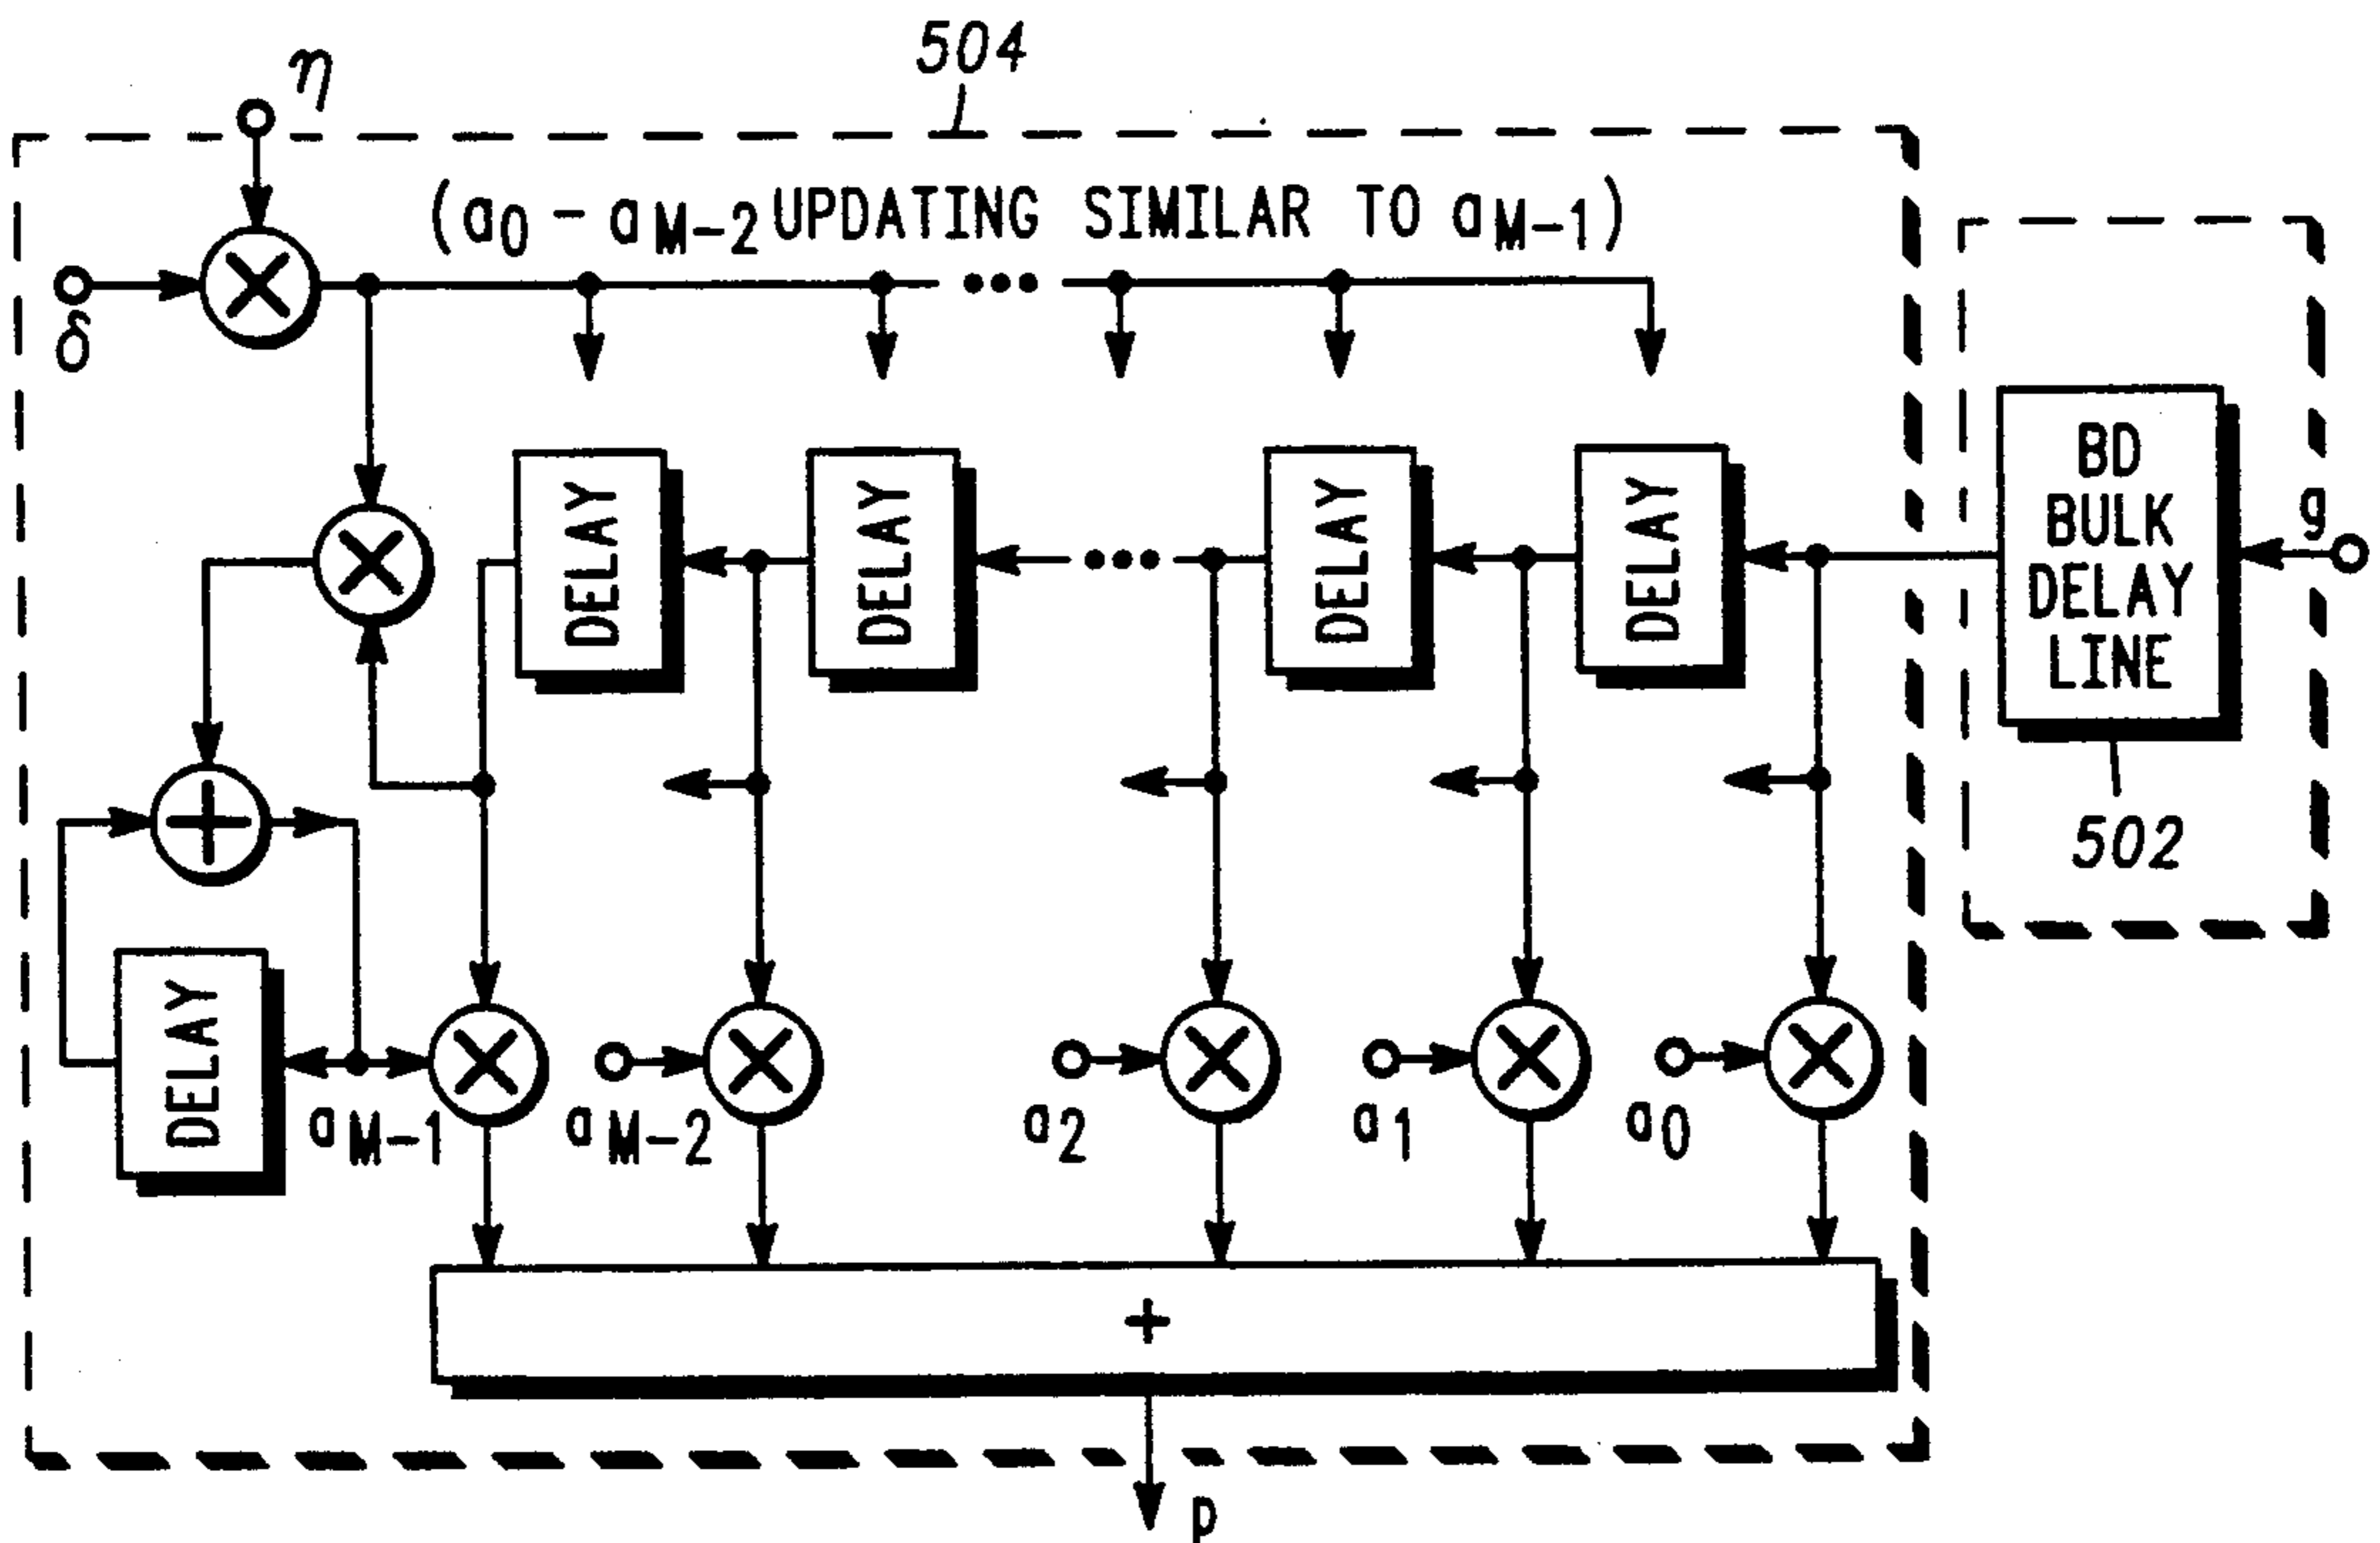 504
η
(a0 - aM-2 UPDATING SIMILAR TO aM-1)
δ
DELAY
DELAY
DELAY
DELAY
BD
BULK
DELAY
LINE
g
502
DELAY
aM-1
aM-2
a2
a1
a0
+
p